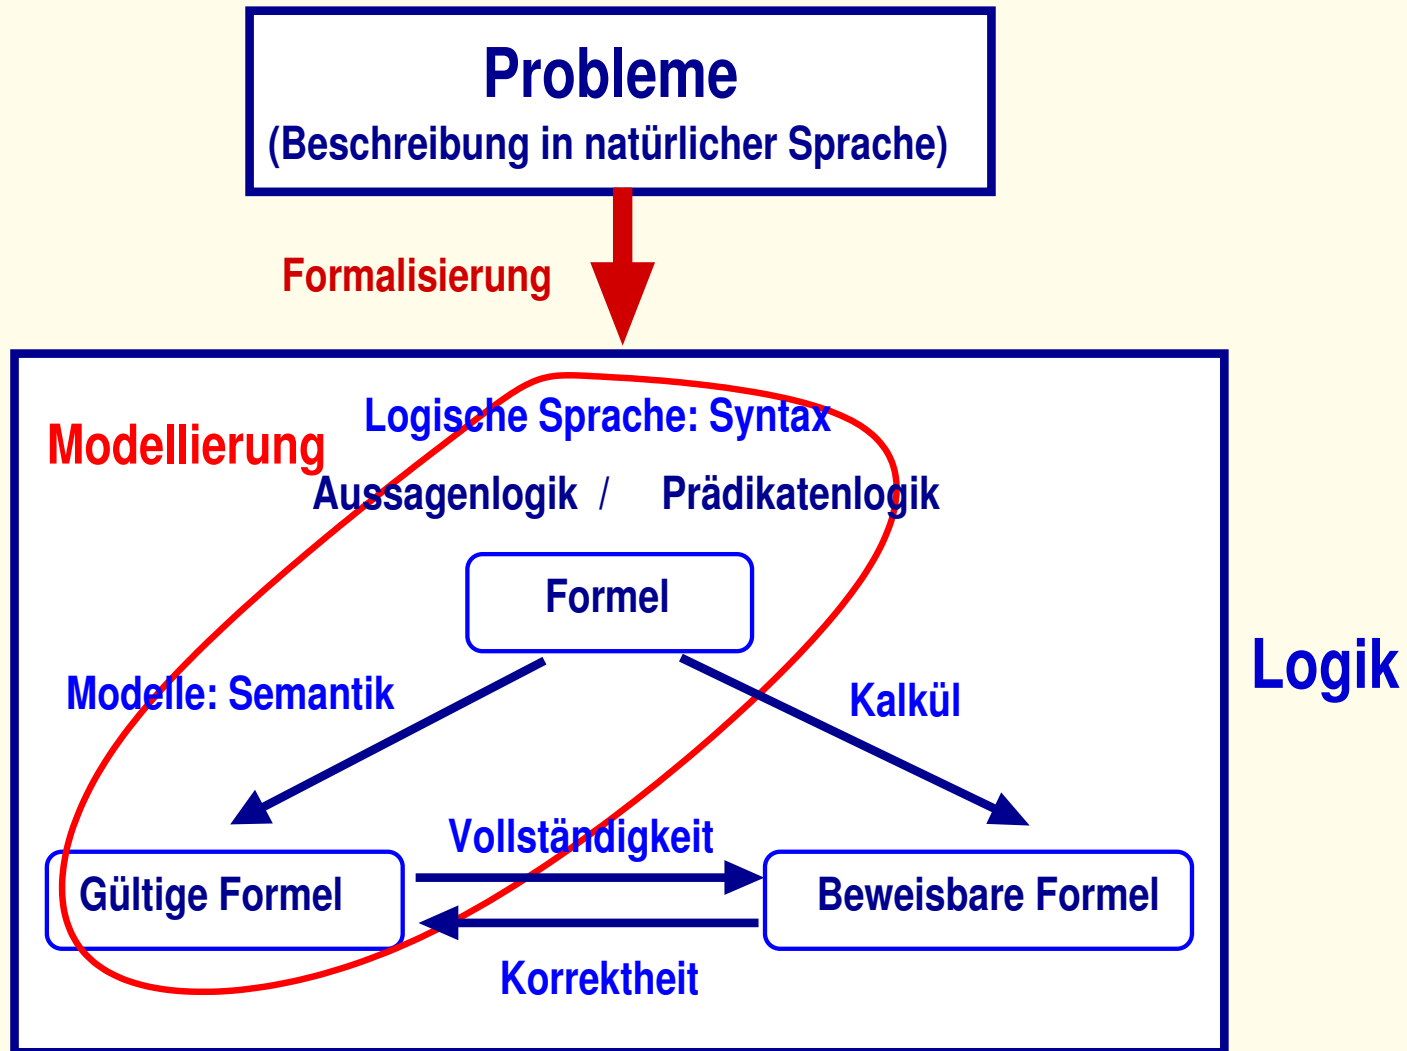 Probleme
(Beschreibung in natürlicher Sprache)
Formalisierung
Logische Sprache: Syntax
Modellierung
Aussagenlogik / Prädikatenlogik
Formel
Logik
Modelle: Semantik
Kalkül
Vollständigkeit
Gültige Formel
Beweisbare Formel
Korrektheit